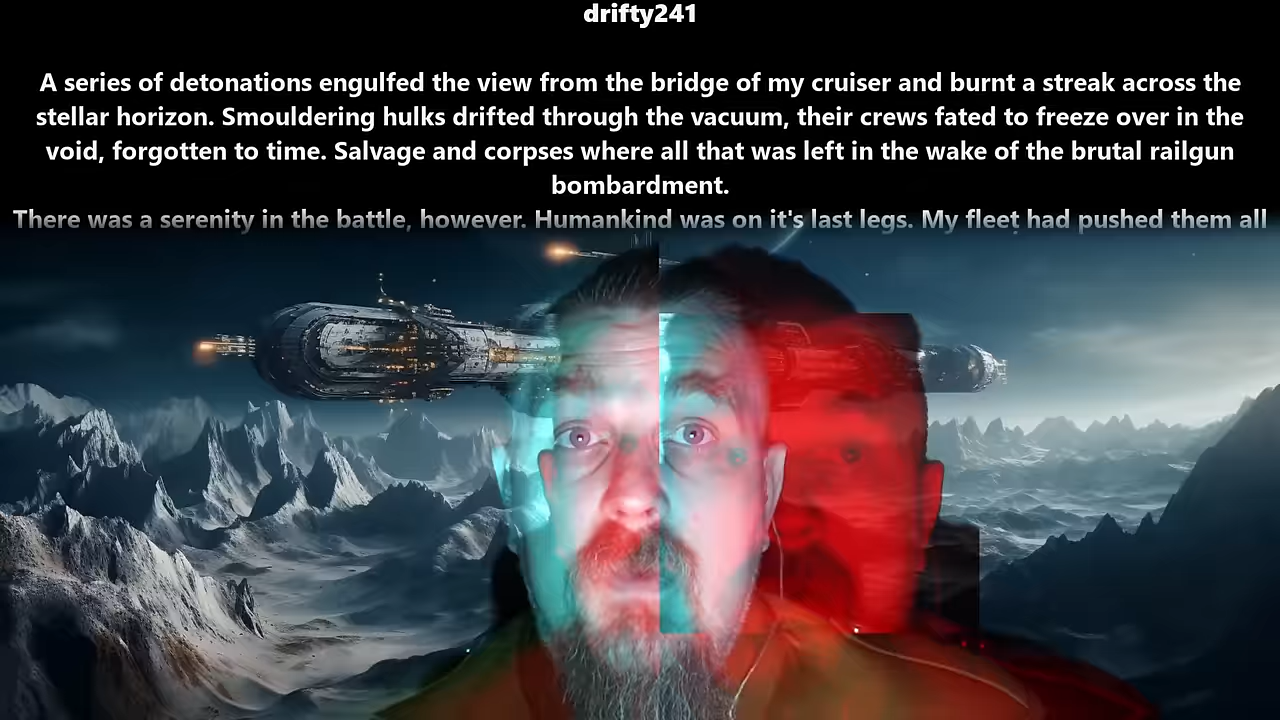 drifty241
A series of detonations engulfed the view from the bridge of my cruiser and burnt a streak across the
stellar horizon. Smouldering hulks drifted through the vacuum, their crews fated to freeze over in the
void, forgotten to time. Salvage and corpses where all that was left in the wake of the brutal railgun
bombardment.
There was a serenity in the battle, however. Humankind was on it's last legs. My fleet had pushed them all